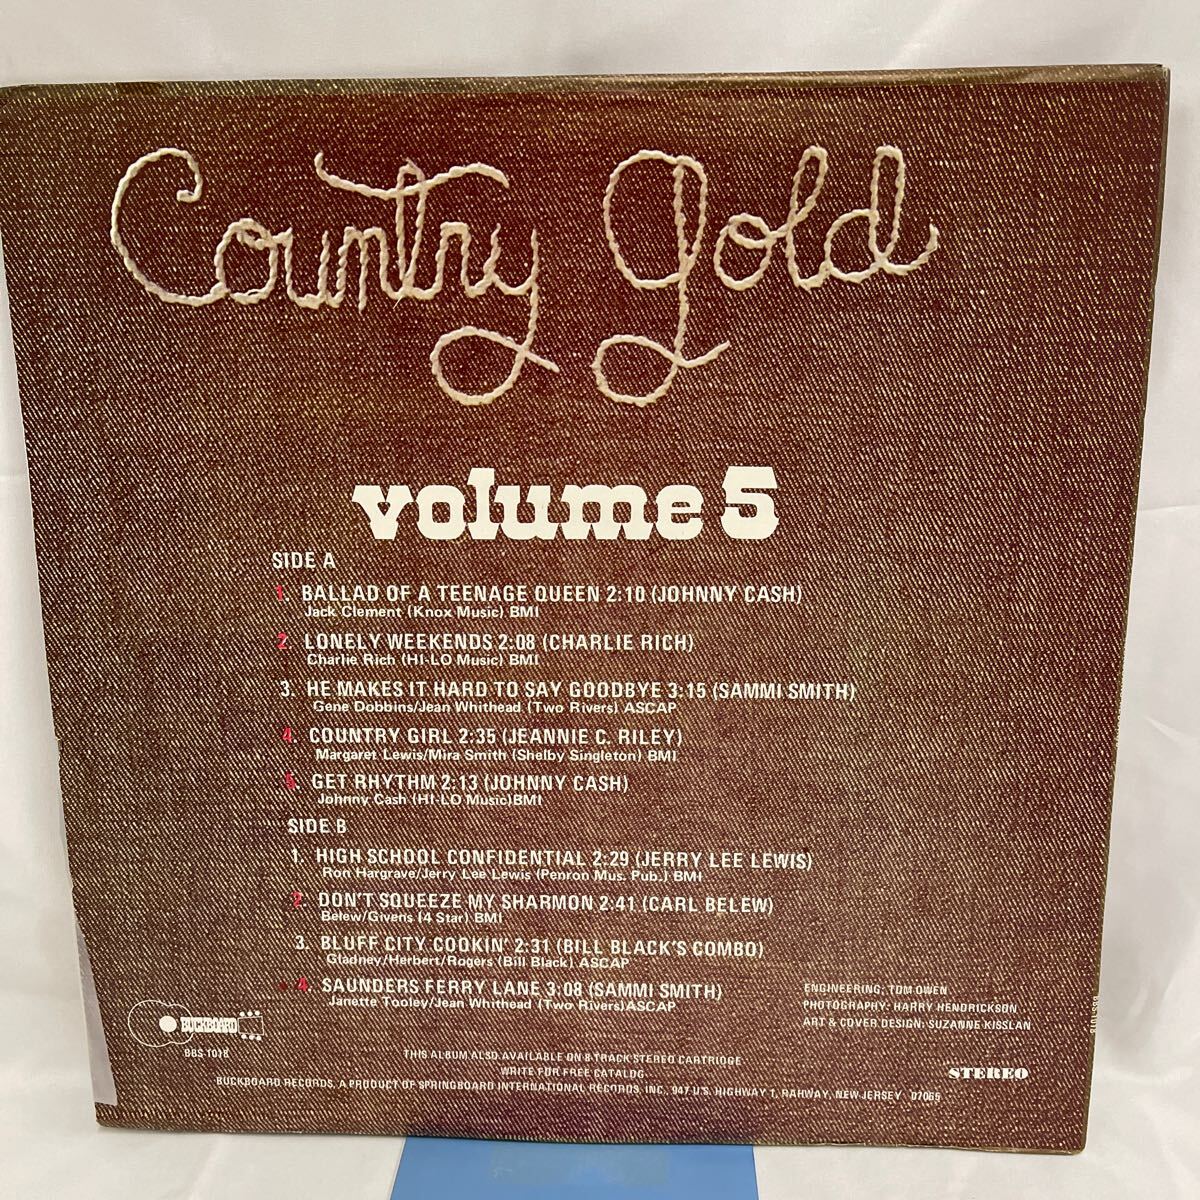 Country Gold
volume 5
SIDE A
1. BALLAD OF A TEENAGE QUEEN 2:10 (JOHNNY CASH)
Jack Clement (Knox Music) BMI
2. LONELY WEEKENDS 2:08 (CHARLIE RICH)
Charlie Rich (HI-LO Music) BMI
3. HE MAKES IT HARD TO SAY GOODBYE 3:15 (SAMMI SMITH)
Gene Dobbins/Jean Whithead (Two Rivers) ASCAP
4. COUNTRY GIRL 2:35 (JEANNIE C. RILEY)
Margaret Lewis/Mira Smith (Shelby Singleton) BMI
5. GET RHYTHM 2:13 (JOHNNY CASH)
Johnny Cash (HI-LO Music)BMI
SIDE B
1. HIGH SCHOOL CONFIDENTIAL 2:29 (JERRY LEE LEWIS)
Ron Hargrave/Jerry Lee Lewis (Penron Mus. Pub.) BMI
2. DON'T SQUEEZE MY SHARMON 2:41 (CARL BELEW)
Belew/Givens (4 Star) BMI
3. BLUFF CITY COOKIN' 2:31 (BILL BLACK'S COMBO)
Gladney/Herbert/Rogers (Bill Black) ASCAP
4. SAUNDERS FERRY LANE 3:08 (SAMMI SMITH)
Janette Tooley/Jean Whithead (Two Rivers) ASCAP
ENGINEERING: TOM OWEN
PHOTOGRAPHY: HARRY HENDRICKSON
ART & COVER DESIGN: SUZANNE KISSLAN
BUCKBOARD
BBS 1018
THIS ALBUM ALSO AVAILABLE ON 8 TRACK STEREO CARTRIDGE
WRITE FOR FREE CATALOG
BUCKBOARD RECORDS, A PRODUCT OF SPRINGBOARD INTERNATIONAL RECORDS, INC., 947 U.S. HIGHWAY 1, RAHWAY, NEW JERSEY 07065
STEREO
BBS-1018